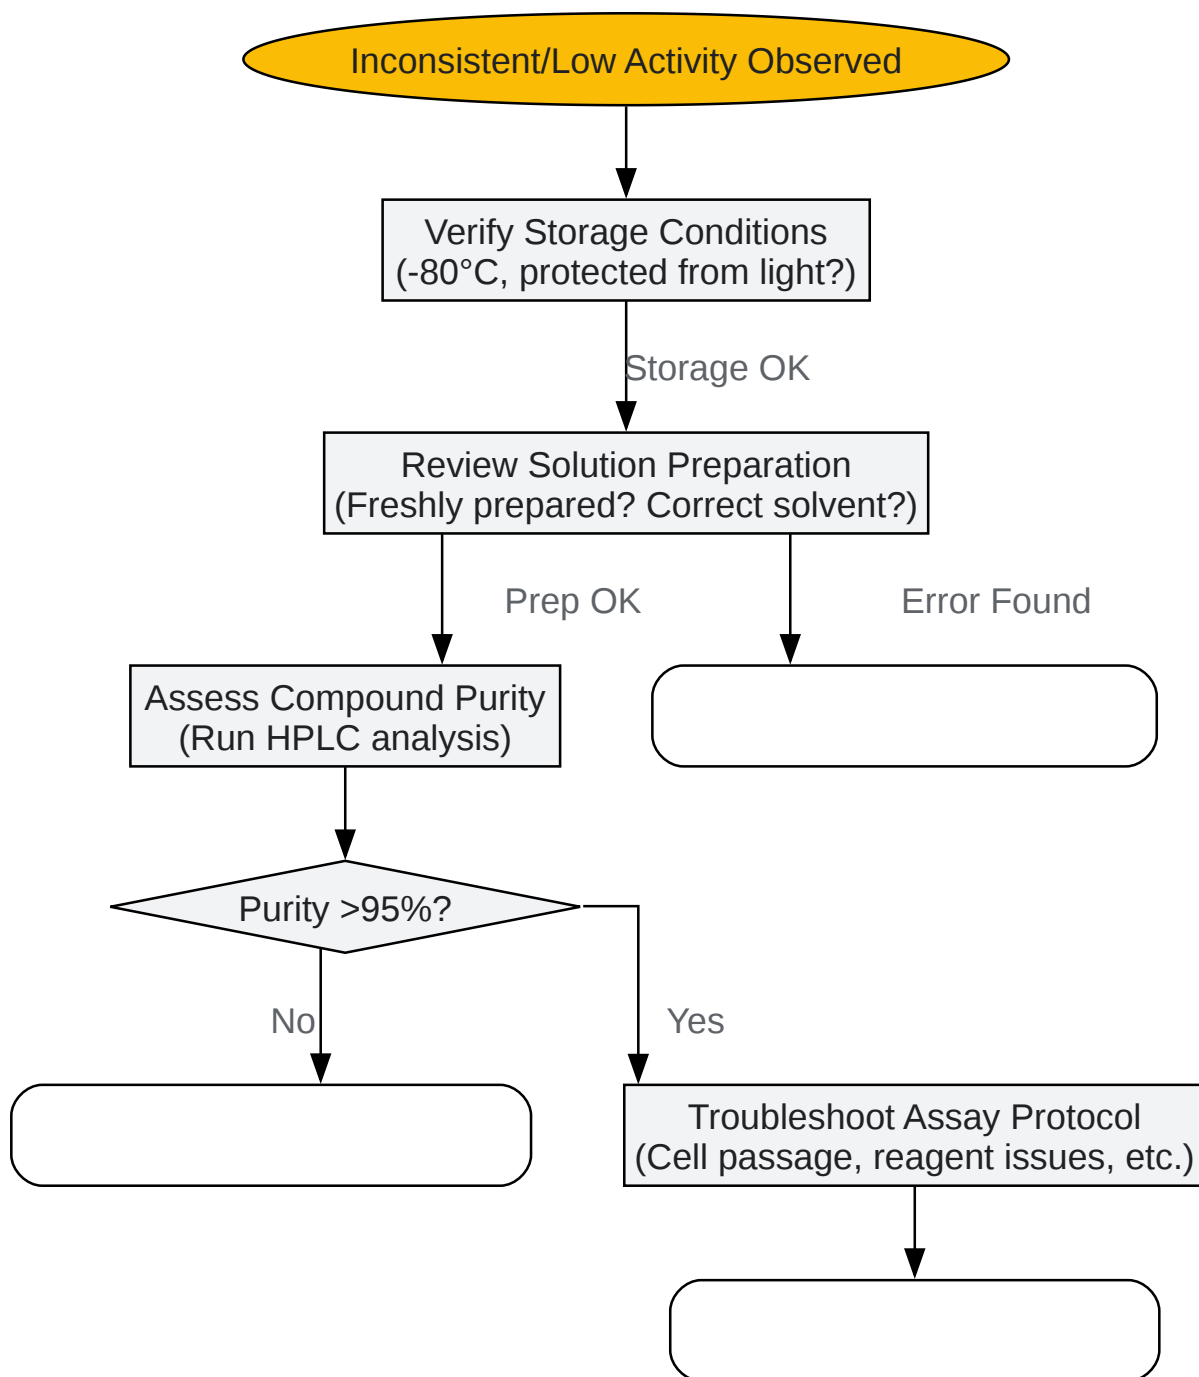 Inconsistent/Low Activity Observed
Verify Storage Conditions
(-80°C, protected from light?)
Storage OK
Review Solution Preparation
(Freshly prepared? Correct solvent?)
Prep OK
Error Found
Assess Compound Purity
(Run HPLC analysis)
Purity >95%?
No
Yes
Troubleshoot Assay Protocol
(Cell passage, reagent issues, etc.)